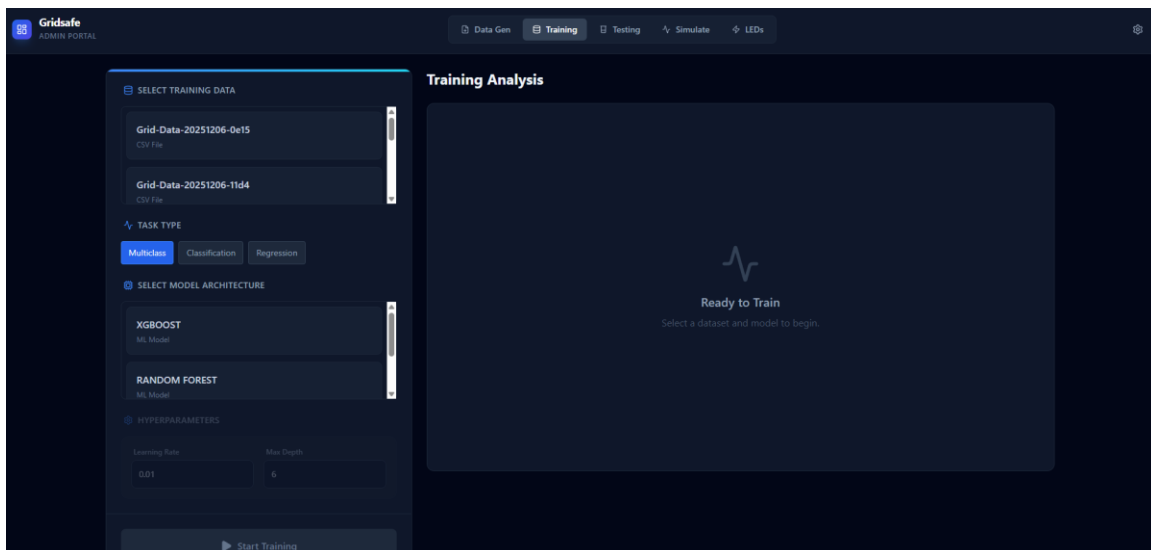 Gridsafe
ADMIN PORTAL
Data Gen
Training
Testing
Simulate
LEDs
SELECT TRAINING DATA
Grid-Data-20251206-0e15
CSV File
Grid-Data-20251206-11d4
CSV File
TASK TYPE
Multiclass
Classification
Regression
SELECT MODEL ARCHITECTURE
XGBOOST
ML Model
RANDOM FOREST
ML Model
HYPERPARAMETERS
Learning Rate
Max Depth
0.01
6
Start Training
Training Analysis
Ready to Train
Select a dataset and model to begin.